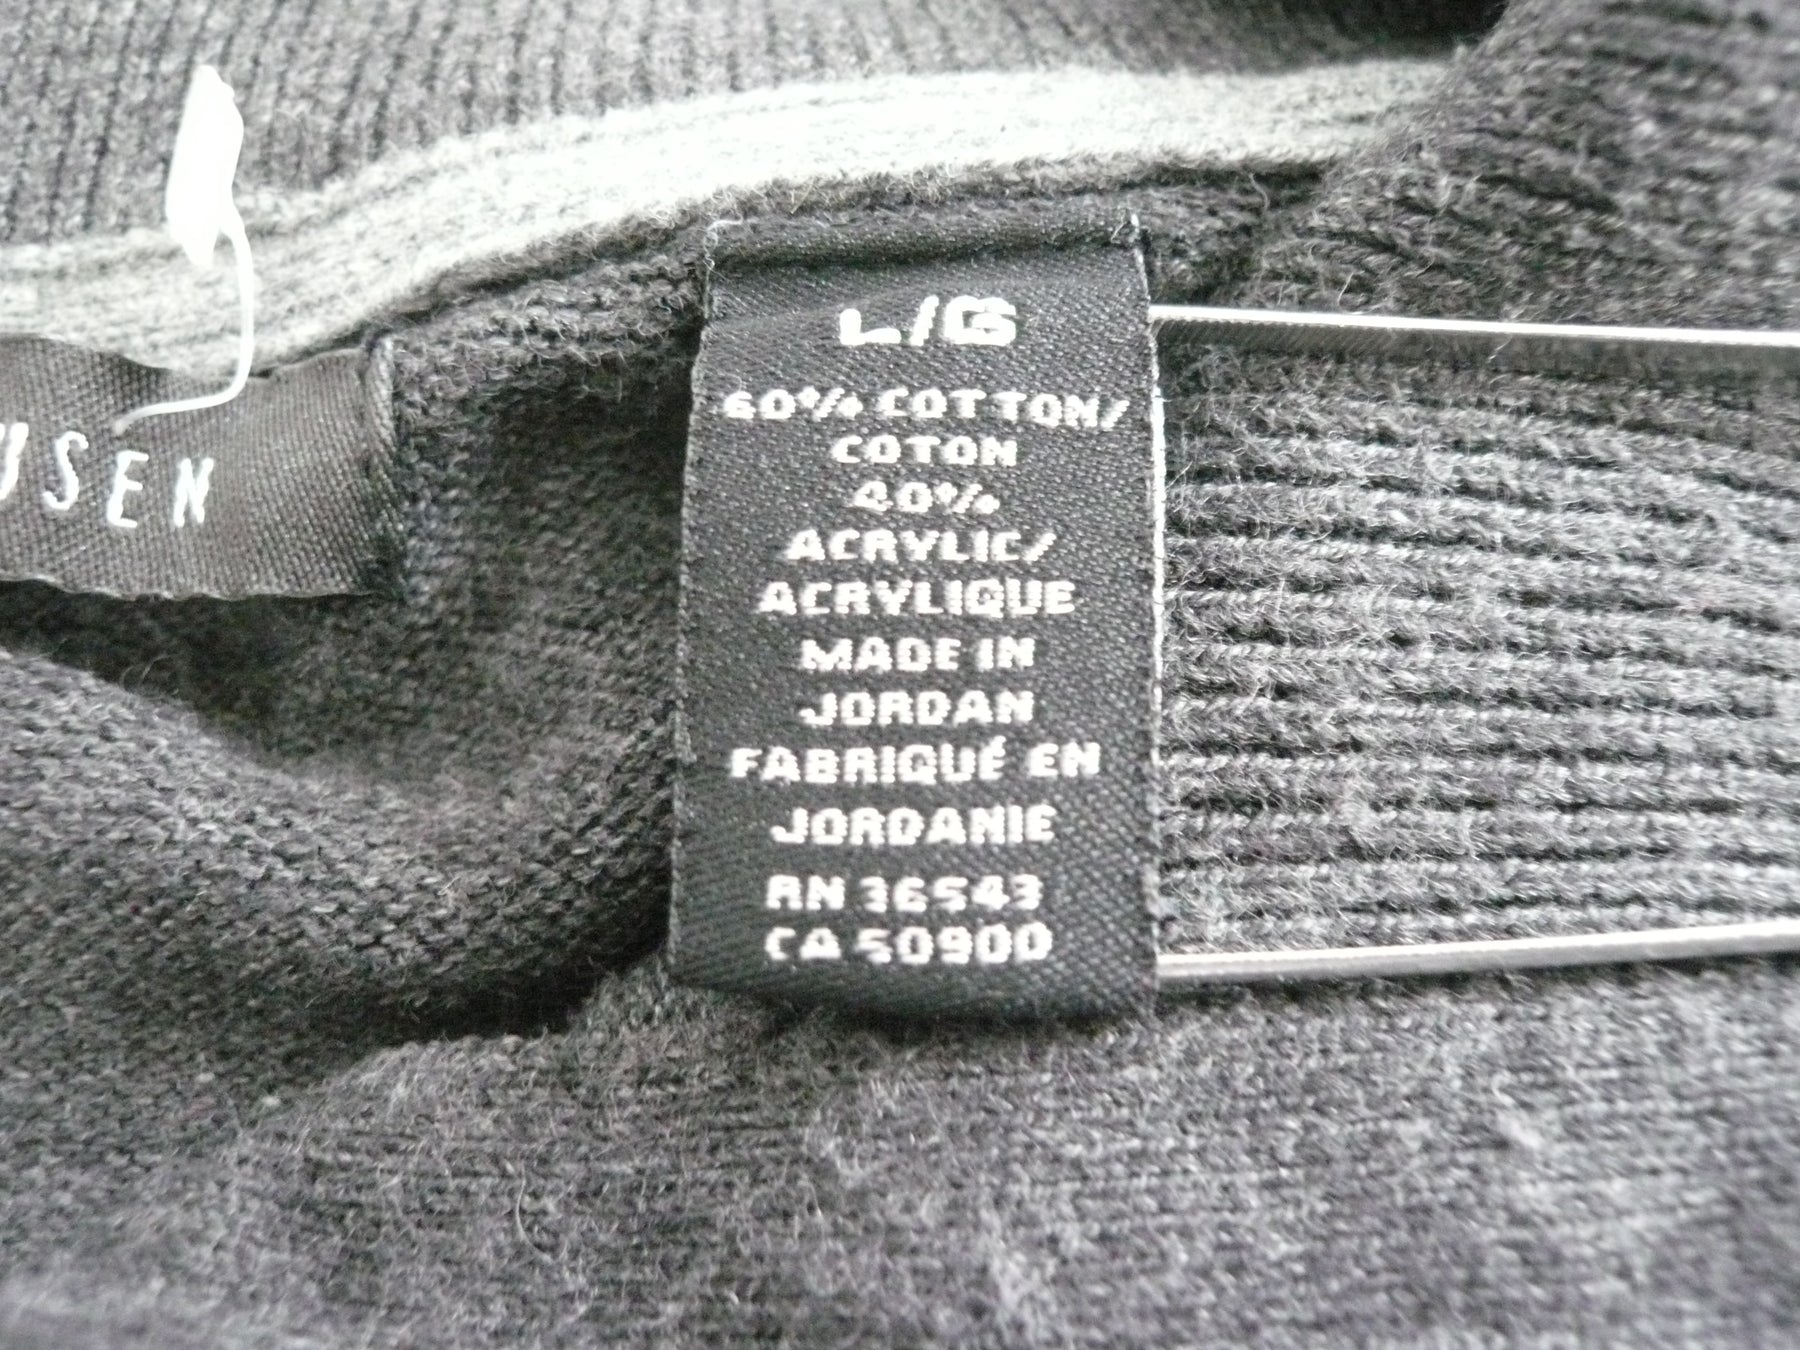 USEN
L/G
60% COTTON/
COTON
40%
ACRYLIC/
ACRYLIQUE
MADE IN
JORDAN
FABRIQUÉ EN
JORDANIE
RN 36543
CA 50900